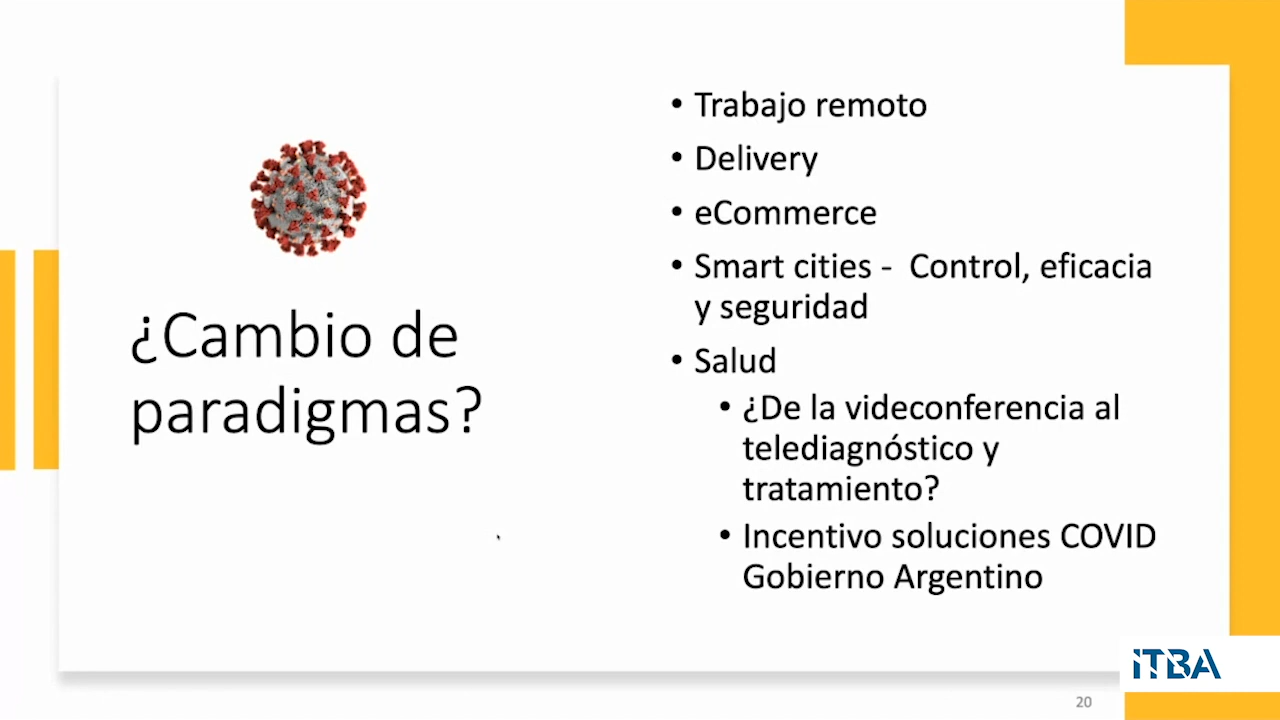 ¿Cambio de
paradigmas?
• Trabajo remoto
• Delivery
• eCommerce
• Smart cities -  Control, eficacia
y seguridad
• Salud
• ¿De la videconferencia al
telediagnóstico y
tratamiento?
• Incentivo soluciones COVID
Gobierno Argentino
ITBA
20